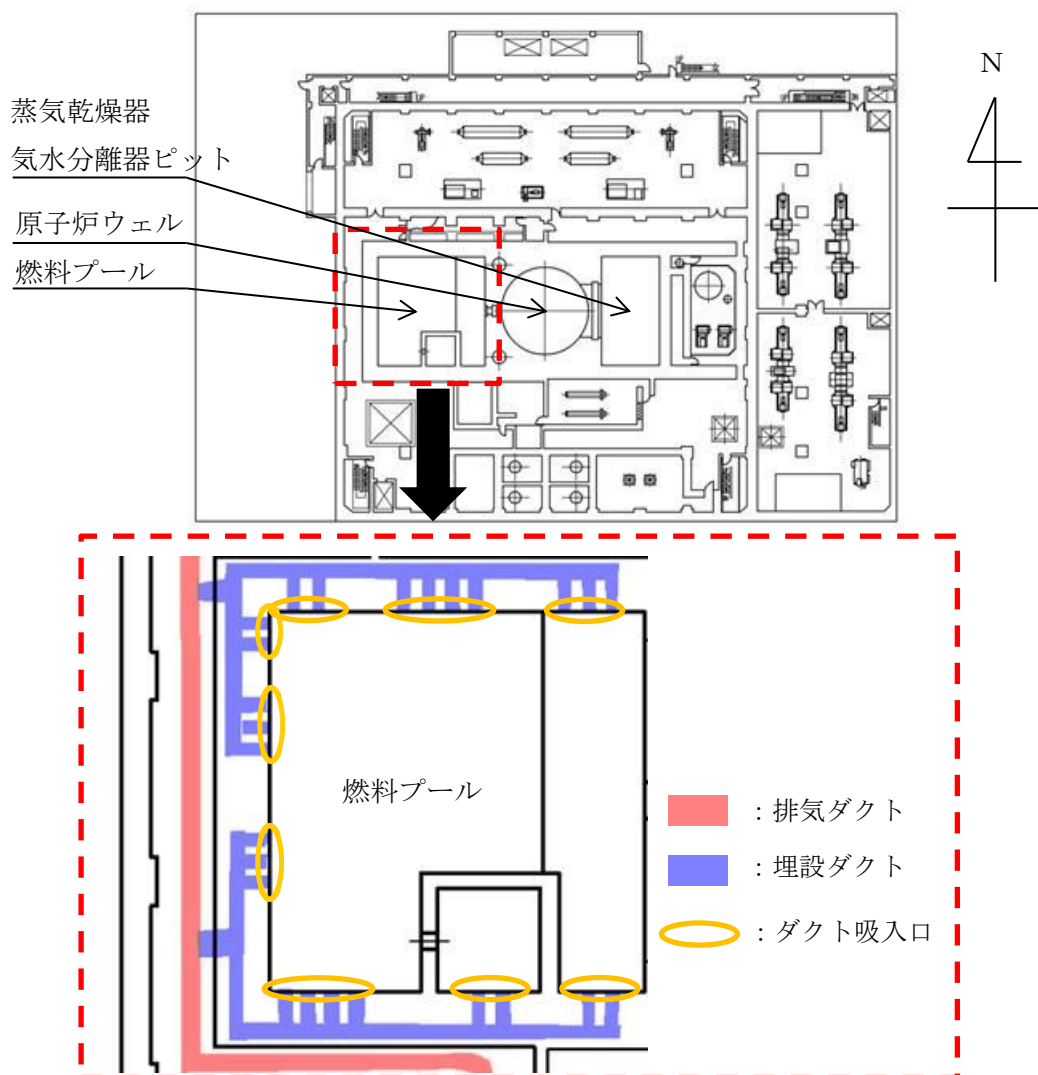 N
蒸気乾燥器
気水分離器ピット
原子炉ウェル
燃料プール
燃料プール
：排気ダクト
：埋設ダクト
：ダクト吸入口